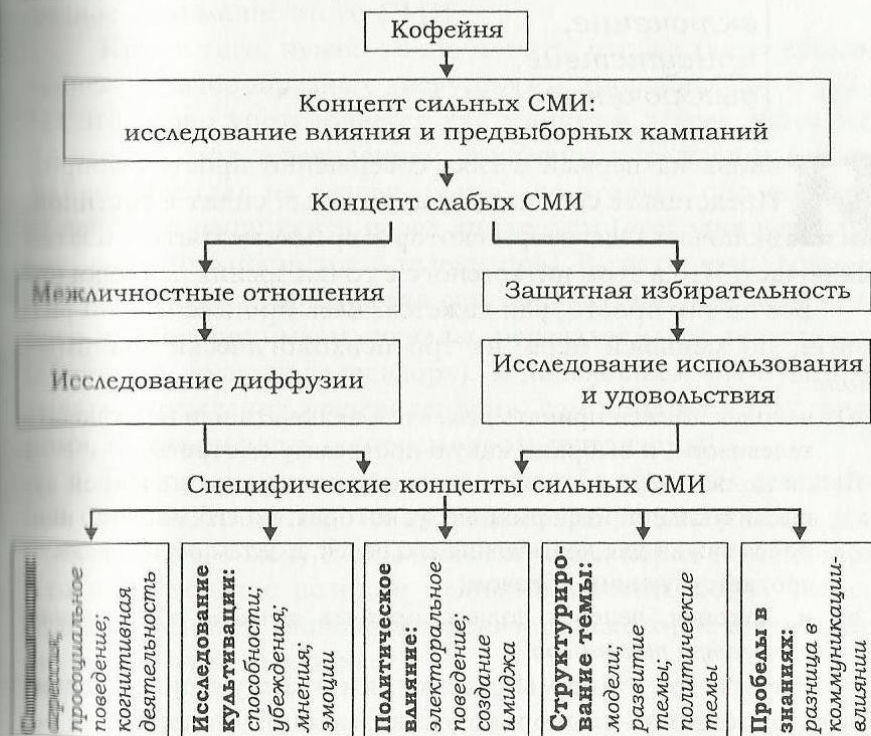 Кофейня
Концепт сильных СМИ:
исследование влияния и предвыборных кампаний
Концепт слабых СМИ
Межличностные отношения
Защитная избирательность
Исследование диффузии
Исследование использования
и удовольствия
Специфические концепты сильных СМИ
агрессия;
просоциальное
поведение;
когнитивная
деятельность
Исследование
культивации:
способности;
убеждения;
мнения;
эмоции
Политическое
влияние:
электоральное
поведение;
создание
имиджа
Структуриро-
вание темы:
модели
развитие
темы;
политические
темы
Пробелы в
знаниях:
разница в
коммуникации-
влиянии